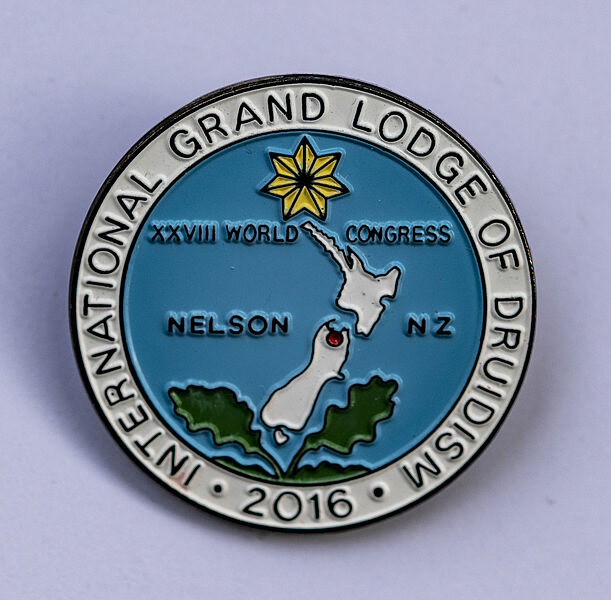 INTERNATIONAL GRAND LODGE OF DRUIDISM
XXVIII WORLD CONGRESS
NELSON NZ
• 2016 •